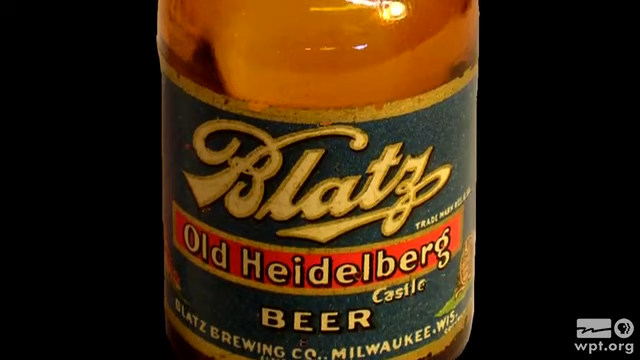 Blatz
TRADE MARK REG.
Old Heidelberg
Castle
BEER
BLATZ BREWING CO., MILWAUKEE, WIS.
wpt.org